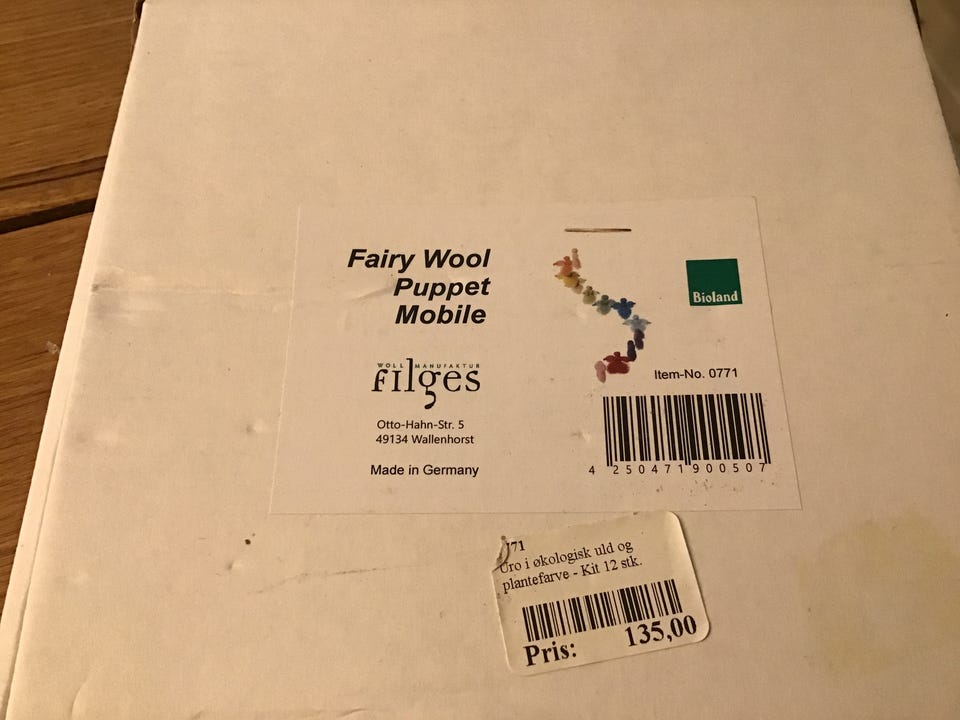 Fairy Wool
Puppet
Mobile
WOLL MANUFAKTUR
filges
Otto-Hahn-Str. 5
49134 Wallenhorst
Made in Germany
Bioland
Item-No. 0771
4 250471 900507
771
Uro i økologisk uld og
plantefarve - Kit 12 stk.
Pris: 135,00